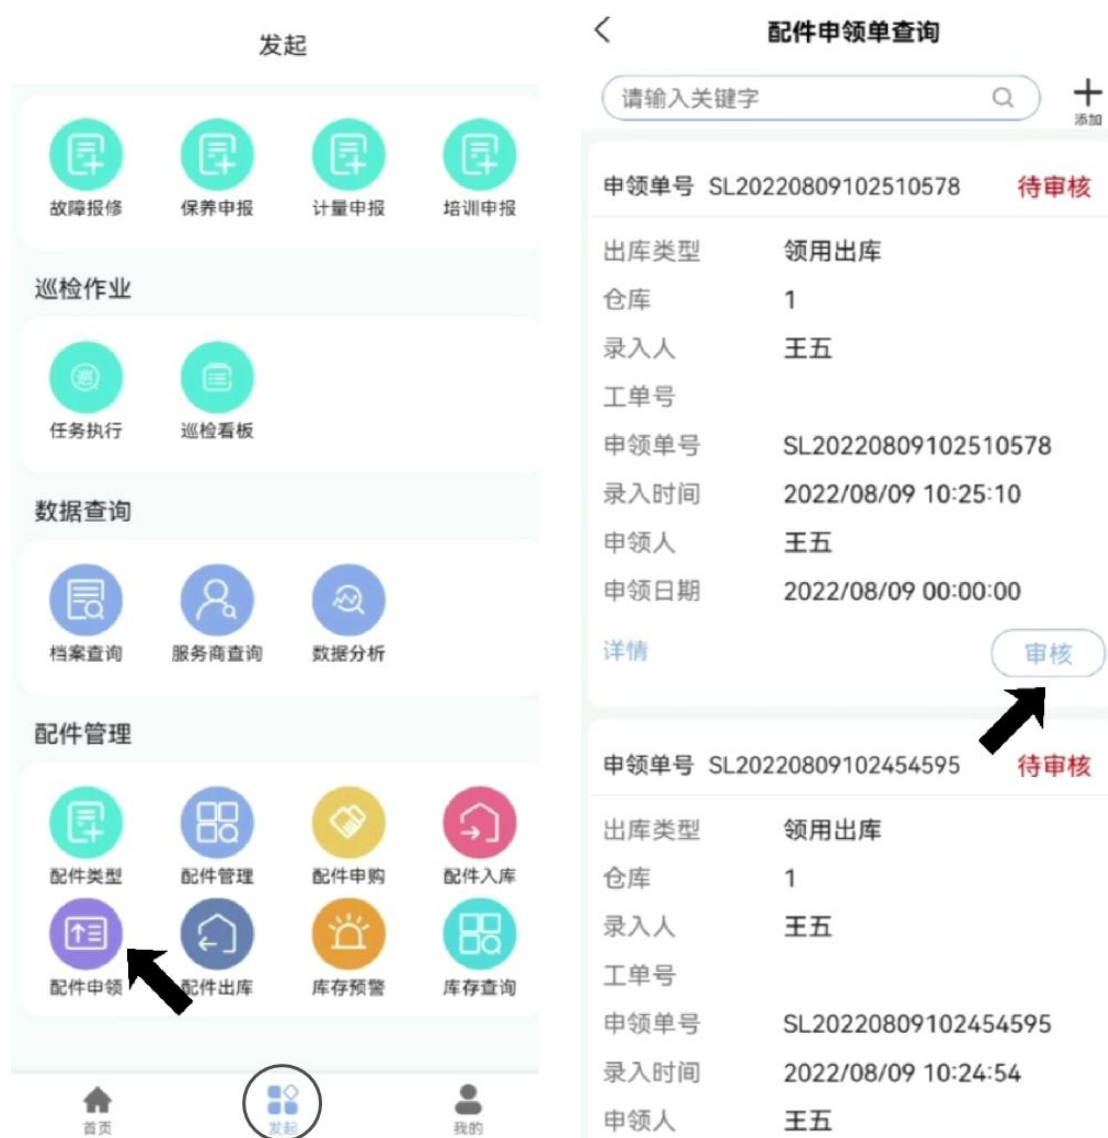 发起
故障报修 保养申报 计量申报 培训申报
巡检作业
巡
任务执行 巡检看板
数据查询
档案查询 服务商查询 数据分析
配件管理
配件类型 配件管理 配件申购 配件入库
配件申领 配件出库 库存预警 库存查询
首页 发起 我的
配件申领单查询
请输入关键字
添加
申领单号 SL20220809102510578 待审核
出库类型 领用出库
仓库 1
录入人 王五
工单号
申领单号 SL20220809102510578
录入时间 2022/08/09 10:25:10
申领人 王五
申领日期 2022/08/09 00:00:00
详情 审核
申领单号 SL20220809102454595 待审核
出库类型 领用出库
仓库 1
录入人 王五
工单号
申领单号 SL20220809102454595
录入时间 2022/08/09 10:24:54
申领人 王五